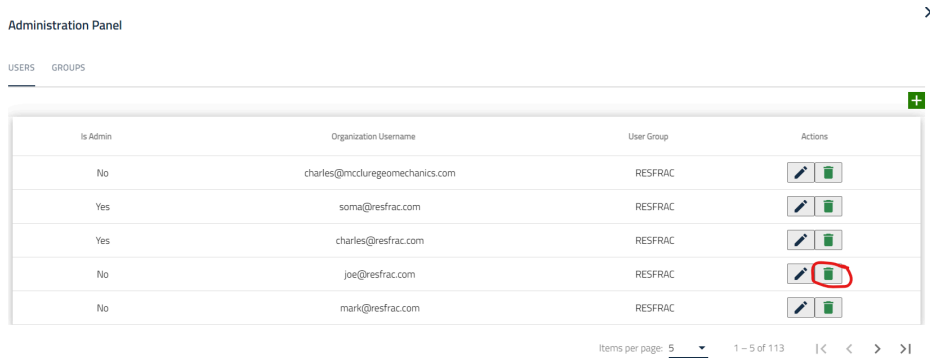 Administration Panel
USERS GROUPS
Is Admin Organization Username User Group Actions
No charles@mccluregeomechanics.com RESFRAC
Yes soma@resfrac.com RESFRAC
Yes charles@resfrac.com RESFRAC
No joe@resfrac.com RESFRAC
No mark@resfrac.com RESFRAC
Items per page: 5 1 – 5 of 113